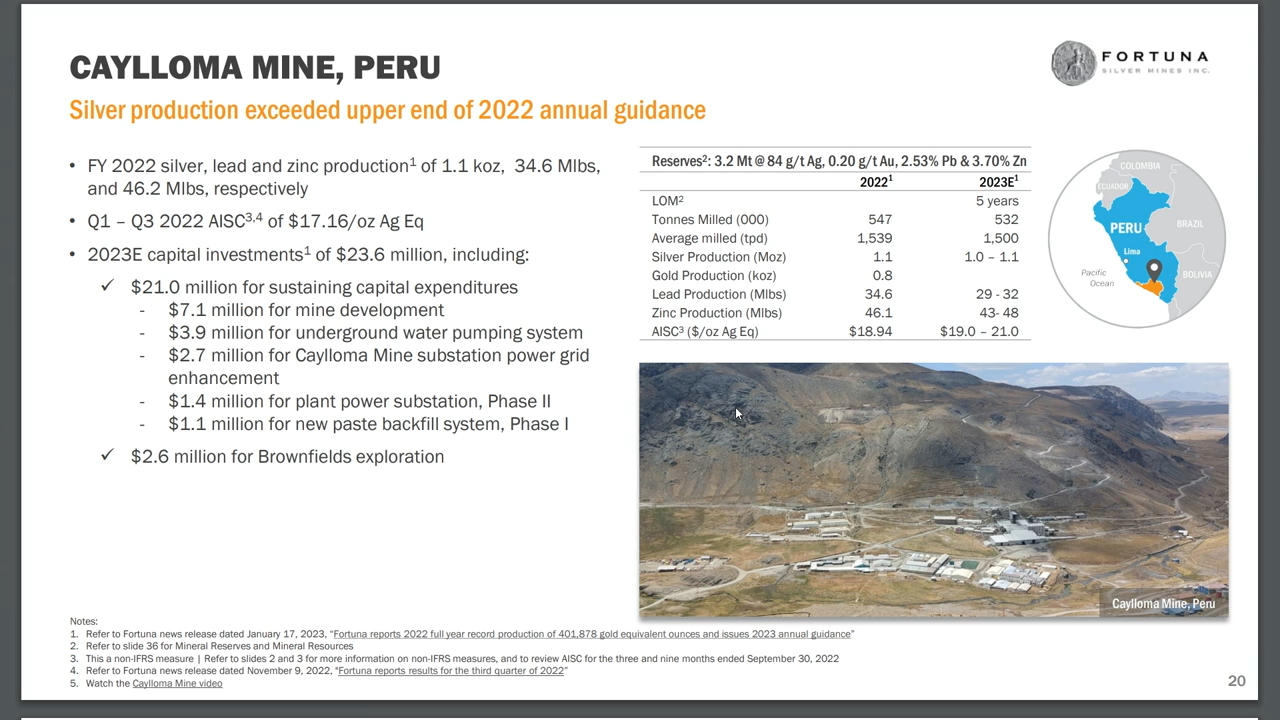 CAYLLOMA MINE, PERU
FORTUNA
SILVER MINES INC.
Silver production exceeded upper end of 2022 annual guidance
• FY 2022 silver, lead and zinc production1 of 1.1 koz, 34.6 Mlbs,
and 46.2 Mlbs, respectively
• Q1 – Q3 2022 AISC3,4 of $17.16/oz Ag Eq
• 2023E capital investments1 of $23.6 million, including:
✓ $21.0 million for sustaining capital expenditures
- $7.1 million for mine development
- $3.9 million for underground water pumping system
- $2.7 million for Caylloma Mine substation power grid
enhancement
- $1.4 million for plant power substation, Phase II
- $1.1 million for new paste backfill system, Phase I
✓ $2.6 million for Brownfields exploration
Reserves2: 3.2 Mt @ 84 g/t Ag, 0.20 g/t Au, 2.53% Pb & 3.70% Zn
20221 2023E1
LOM2 5 years
Tonnes Milled (000) 547 532
Average milled (tpd) 1,539 1,500
Silver Production (Moz) 1.1 1.0 – 1.1
Gold Production (koz) 0.8
Lead Production (Mlbs) 34.6 29 - 32
Zinc Production (Mlbs) 46.1 43- 48
AISC3 ($/oz Ag Eq) $18.94 $19.0 – 21.0
COLOMBIA
ECUADOR
PERU
BRAZIL
Lima
Pacific
Ocean
BOLIVIA
Caylloma Mine, Peru
Notes:
1. Refer to Fortuna news release dated January 17, 2023, “Fortuna reports 2022 full year record production of 401,878 gold equivalent ounces and issues 2023 annual guidance”
2. Refer to slide 36 for Mineral Reserves and Mineral Resources
3. This a non-IFRS measure | Refer to slides 2 and 3 for more information on non-IFRS measures, and to review AISC for the three and nine months ended September 30, 2022
4. Refer to Fortuna news release dated November 9, 2022, “Fortuna reports results for the third quarter of 2022”
5. Watch the Caylloma Mine video
20